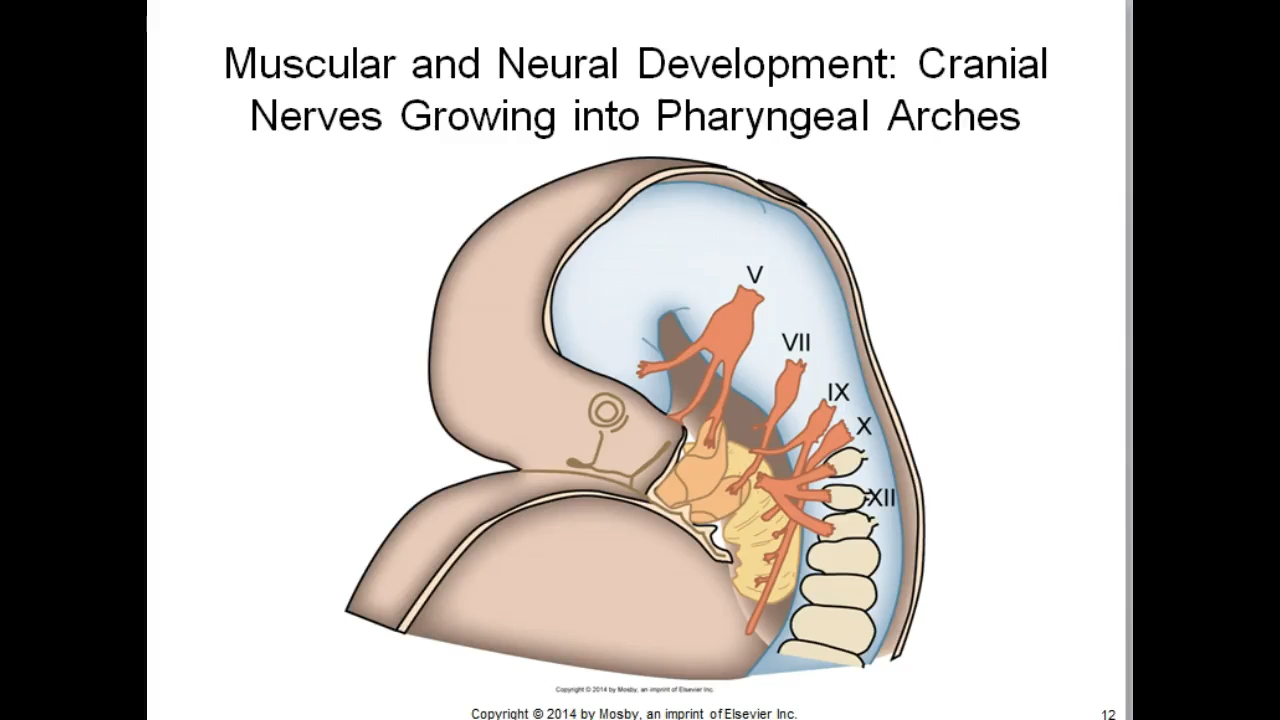 Muscular and Neural Development: Cranial
Nerves Growing into Pharyngeal Arches
V
VII
IX
X
XII
Copyright © 2014 by Mosby, an imprint of Elsevier Inc.
Copyright © 2014 by Mosby, an imprint of Elsevier Inc.
12